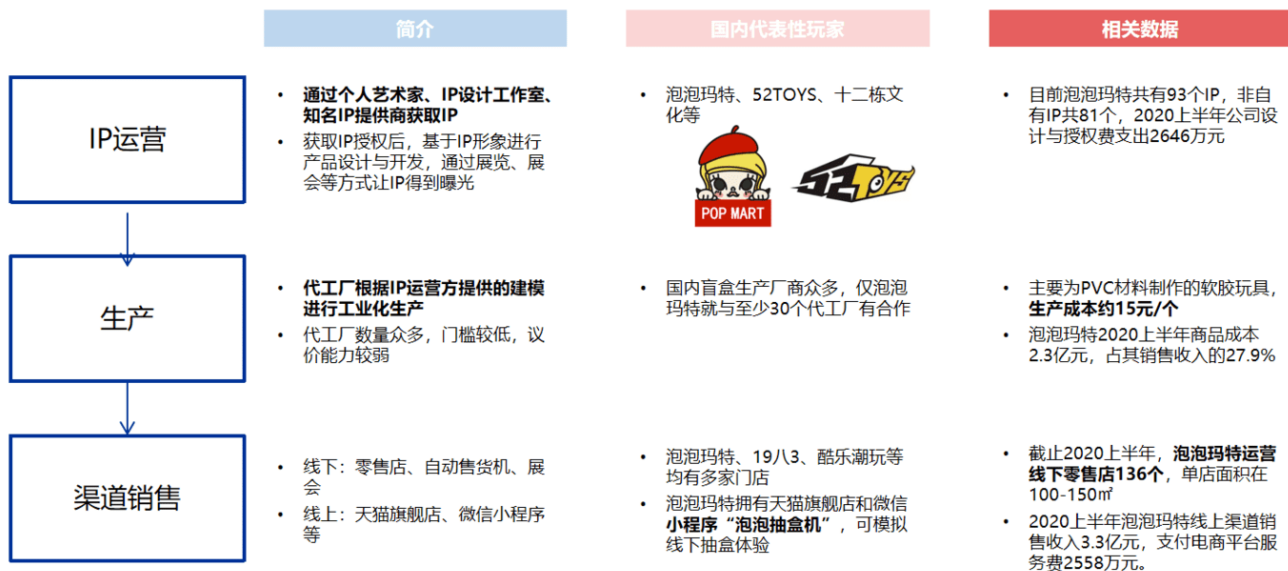 简介
国内代表性玩家
相关数据
IP运营
• 通过个人艺术家、IP设计工作室、
知名IP提供商获取IP
• 获取IP授权后，基于IP形象进行
产品设计与开发，通过展览、展
会等方式让IP得到曝光
• 泡泡玛特、52TOYS、十二栋文
化等
POP MART
52TOYS
• 目前泡泡玛特共有93个IP，非自
有IP共81个，2020上半年公司设
计与授权费支出2646万元
生产
• 代工厂根据IP运营方提供的建模
进行工业化生产
• 代工厂数量众多，门槛较低，议
价能力较弱
• 国内盲盒生产厂商众多，仅泡泡
玛特就与至少30个代工厂有合作
• 主要为PVC材料制作的软胶玩具，
生产成本约15元/个
• 泡泡玛特2020上半年商品成本
2.3亿元，占其销售收入的27.9%
渠道销售
• 线下：零售店、自动售货机、展
会
• 线上：天猫旗舰店、微信小程序
等
• 泡泡玛特、19八3、酷乐潮玩等
均有多家门店
• 泡泡玛特拥有天猫旗舰店和微信
小程序“泡泡抽盒机”，可模拟
线下抽盒体验
• 截止2020上半年，泡泡玛特运营
线下零售店136个，单店面积在
100-150㎡
• 2020上半年泡泡玛特线上渠道销
售收入3.3亿元，支付电商平台服
务费2558万元。